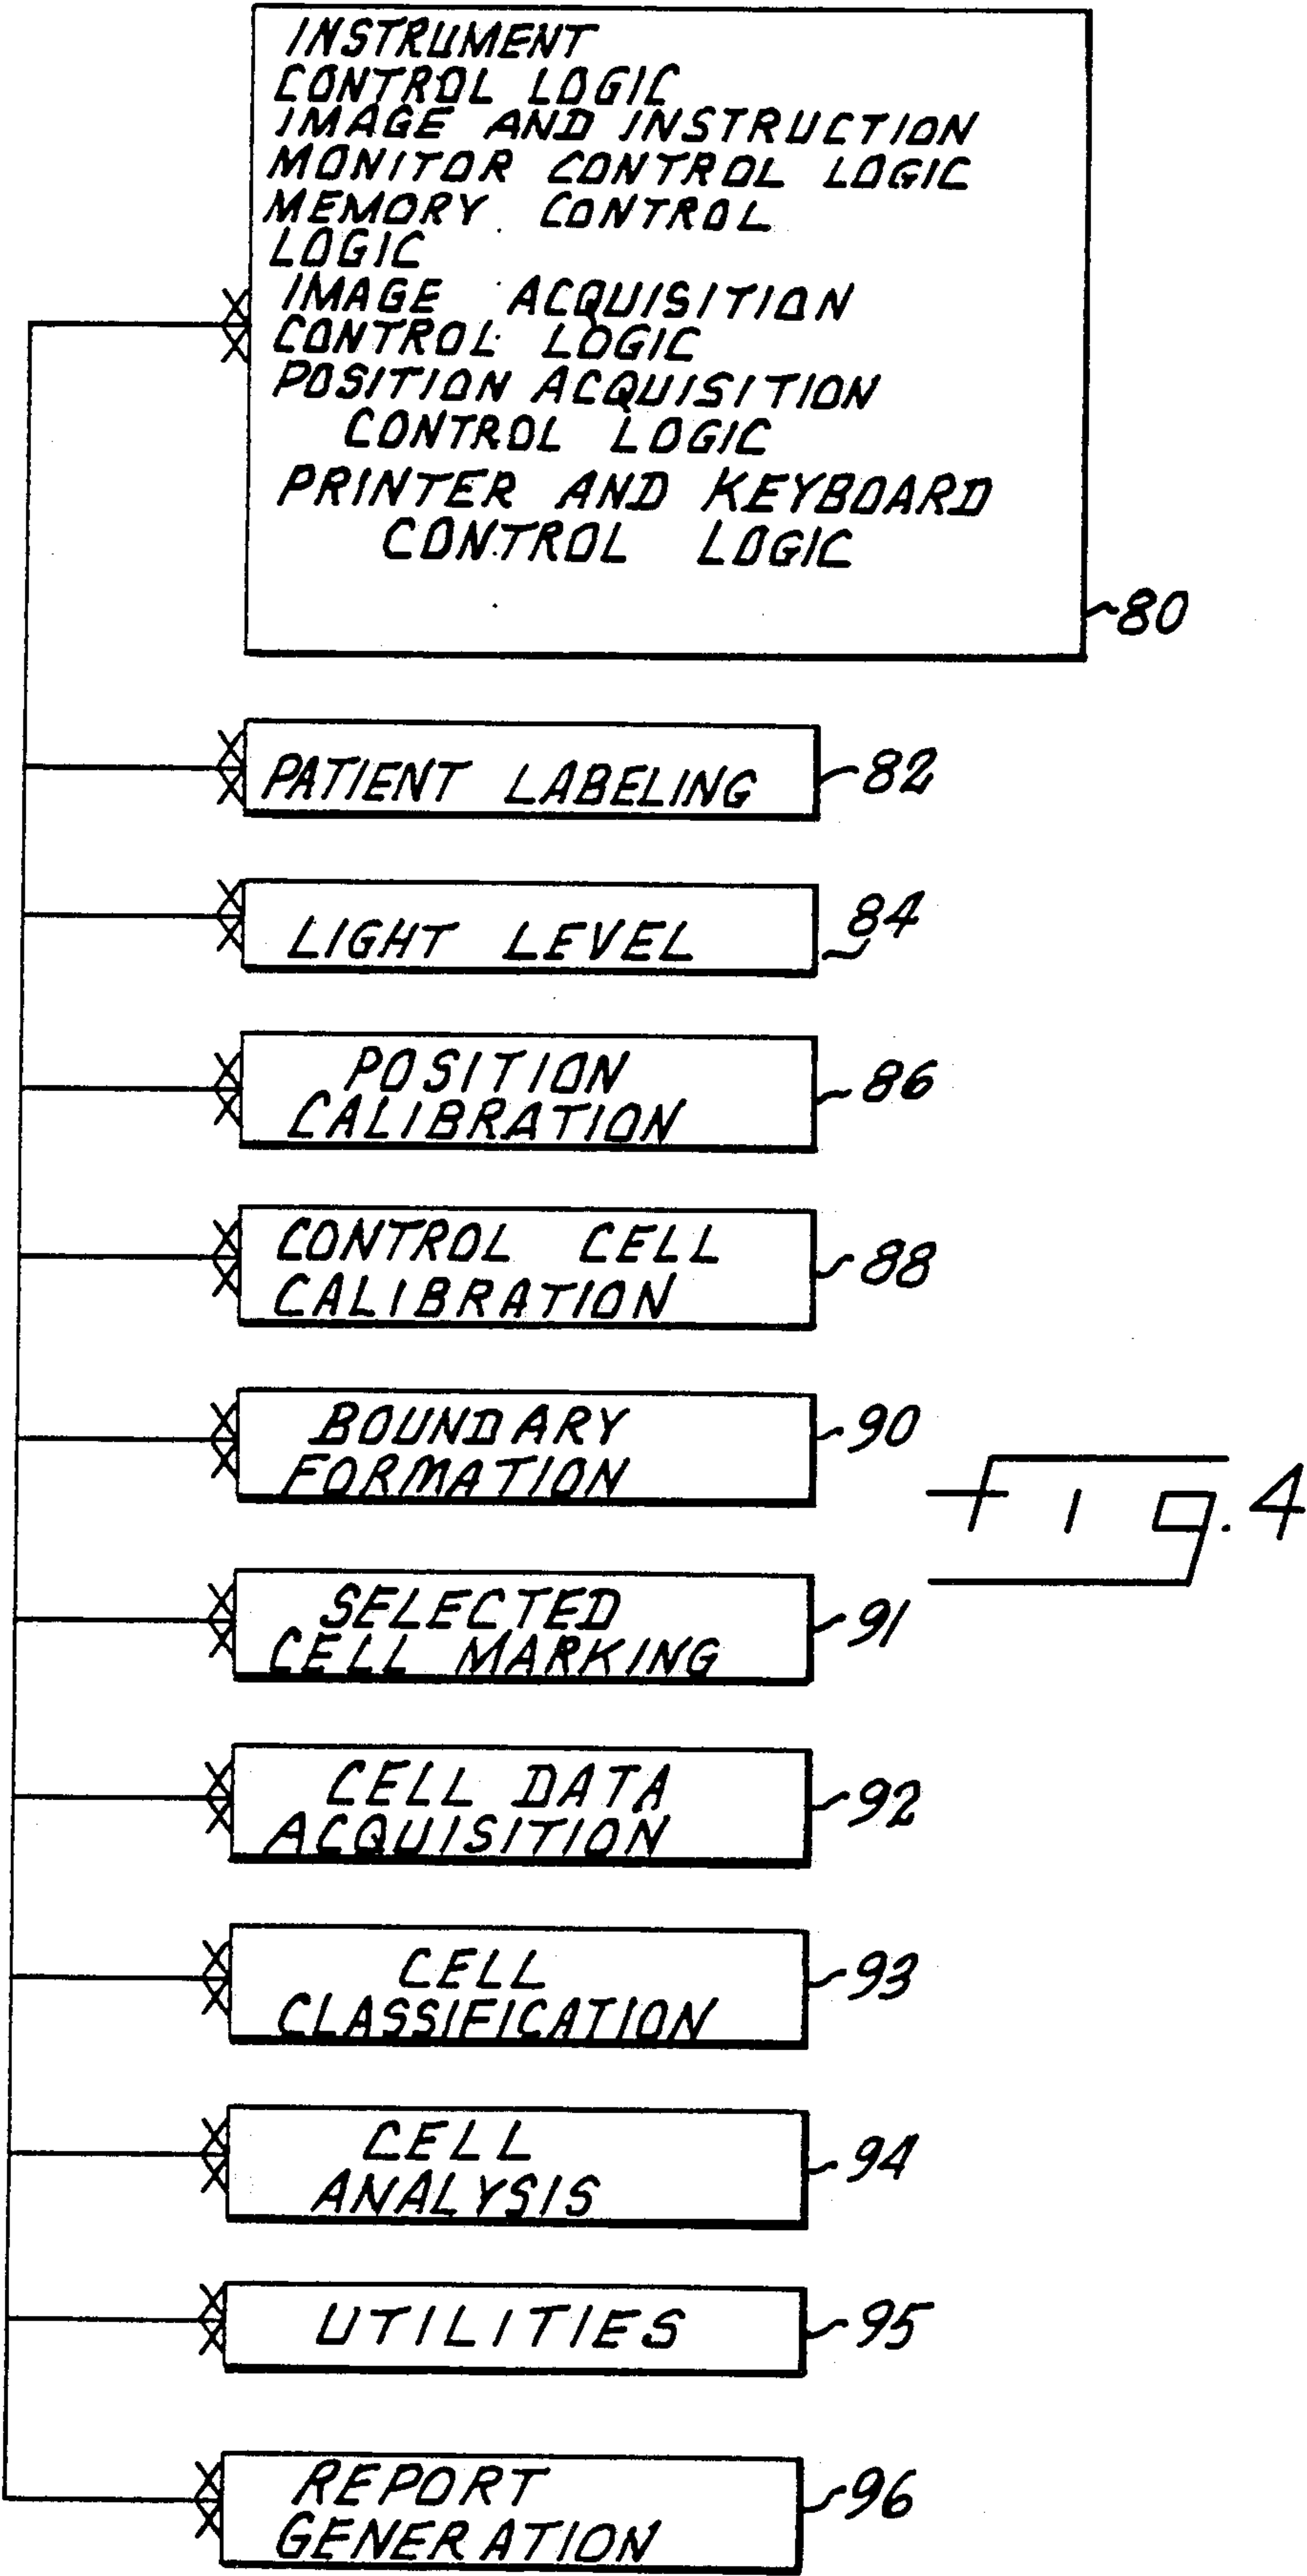 INSTRUMENT
CONTROL LOGIC
IMAGE AND INSTRUCTION
MONITOR CONTROL LOGIC
MEMORY CONTROL
LOGIC
IMAGE ACQUISITION
CONTROL LOGIC
POSITION ACQUISITION
CONTROL LOGIC
PRINTER AND KEYBOARD
CONTROL LOGIC
80
PATIENT LABELING
82
LIGHT LEVEL
84
POSITION
CALIBRATION
86
CONTROL CELL
CALIBRATION
88
BOUNDARY
FORMATION
90
fig. 4
SELECTED
CELL MARKING
91
CELL DATA
ACQUISITION
92
CELL
CLASSIFICATION
93
CELL
ANALYSIS
94
UTILITIES
95
REPORT
GENERATION
96